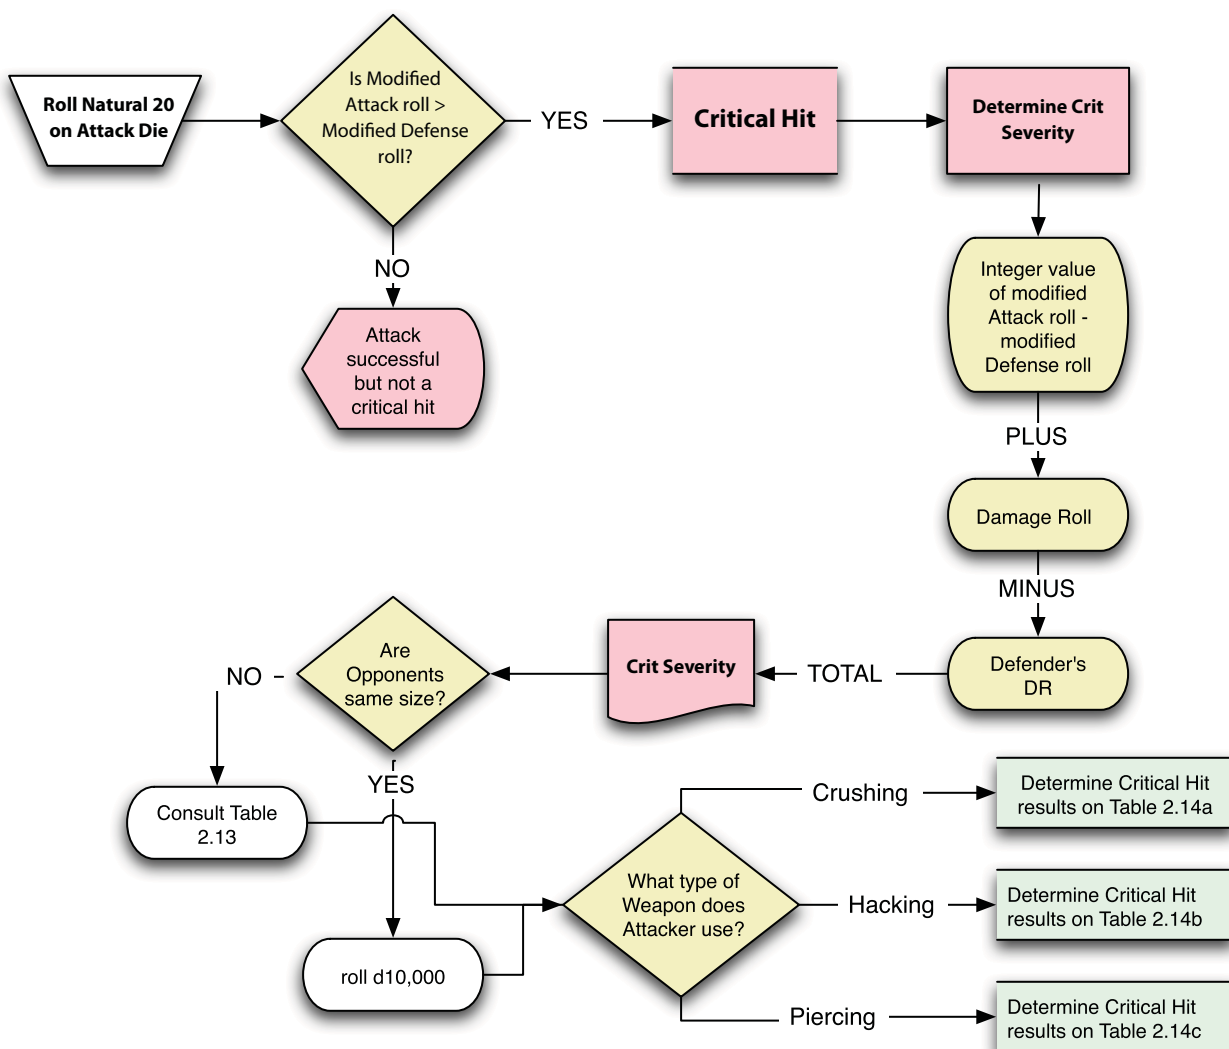 Roll Natural 20
on Attack Die
Is Modified
Attack roll >
Modified Defense
roll?
YES
Critical Hit
Determine Crit
Severity
NO
Attack
successful
but not a
critical hit
Integer value
of modified
Attack roll -
modified
Defense roll
PLUS
Damage Roll
MINUS
Defender's
DR
TOTAL
Crit Severity
Are
Opponents
same size?
NO
YES
Consult Table
2.13
roll d10,000
What type of
Weapon does
Attacker use?
Crushing
Determine Critical Hit
results on Table 2.14a
Hacking
Determine Critical Hit
results on Table 2.14b
Piercing
Determine Critical Hit
results on Table 2.14c